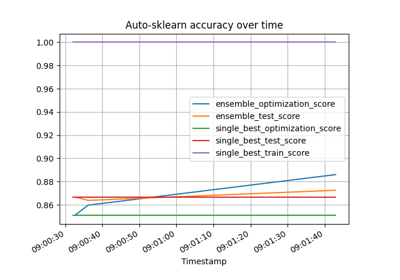 Auto-sklearn accuracy over time
1.00
0.98
0.96
0.94
0.92
0.90
0.88
0.86
ensemble_optimization_score
ensemble_test_score
single_best_optimization_score
single_best_test_score
single_best_train_score
09:00:30
09:00:40
09:00:50
09:01:00
09:01:10
09:01:20
09:01:30
09:01:40
Timestamp